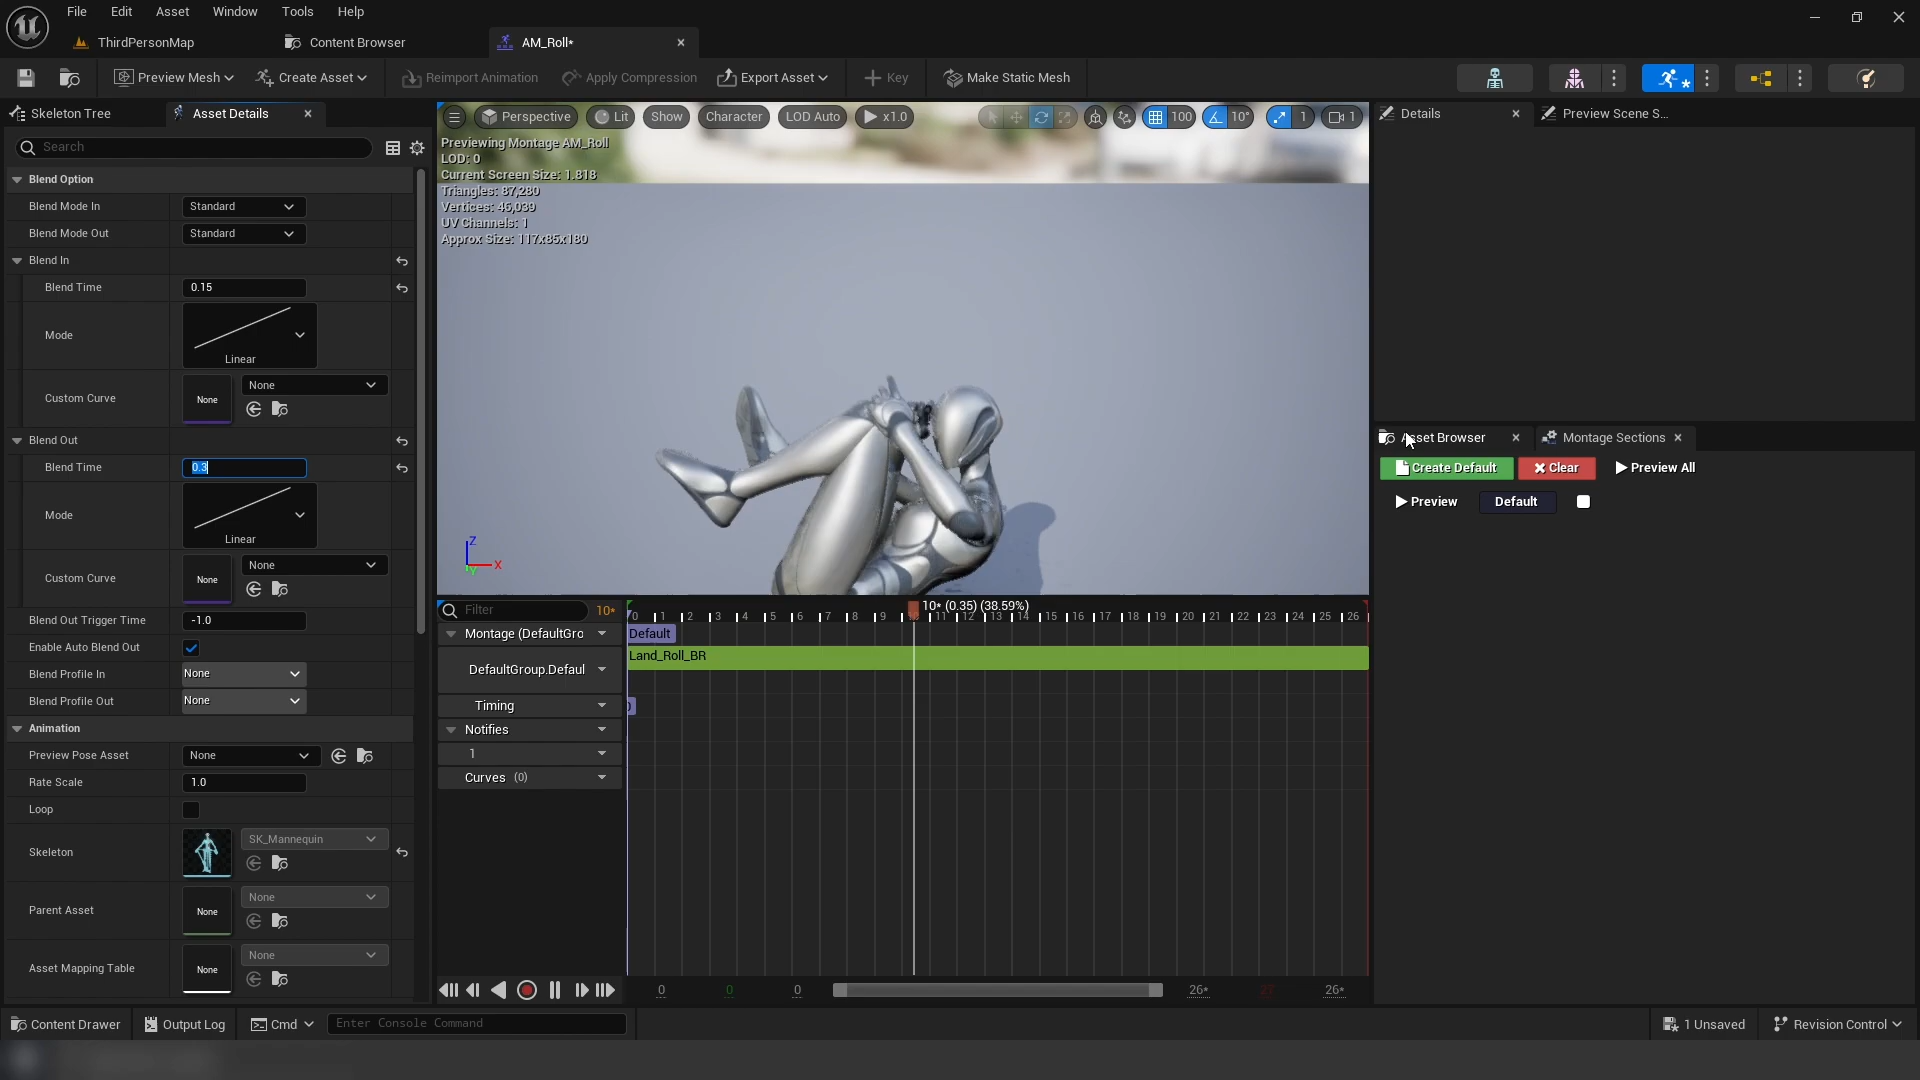 File Edit Asset Window Tools Help
ThirdPersonMap Content Browser AM_Roll*
Preview Mesh Create Asset Reimport Animation Apply Compression Export Asset Key Make Static Mesh
Skeleton Tree Asset Details
Search
Blend Option
Blend Mode In Standard
Blend Mode Out Standard
Blend In
Blend Time 0.15
Mode
Linear
None
Custom Curve None
Blend Out
Blend Time 0.3
Mode
Linear
None
Custom Curve None
Blend Out Trigger Time -1.0
Enable Auto Blend Out
Blend Profile In None
Blend Profile Out None
Animation
Preview Pose Asset None
Rate Scale 1.0
Loop
SK_Mannequin
Skeleton
None
Parent Asset None
None
Asset Mapping Table None
Perspective Lit Show Character LOD Auto x1.0 100 10° 1 1
Previewing Montage AM_Roll
LOD: 0
Current Screen Size: 1.818
Triangles: 87,280
Vertices: 46,039
UV Channels: 1
Approx Size: 117x85x180
Z
X
Y
Filter 10*
10* (0.35) (38.59%)
0 1 2 3 4 5 6 7 8 9 10 11 12 13 14 15 16 17 18 19 20 21 22 23 24 25 26
Montage (DefaultGro Default
Land_Roll_BR
DefaultGroup.Defaul
Timing
Notifies
1
Curves (0)
0 0 0 26* 26*
Details Preview Scene S...
Asset Browser Montage Sections
Create Default Clear Preview All
Preview Default
Content Drawer Output Log Cmd Enter Console Command 1 Unsaved Revision Control